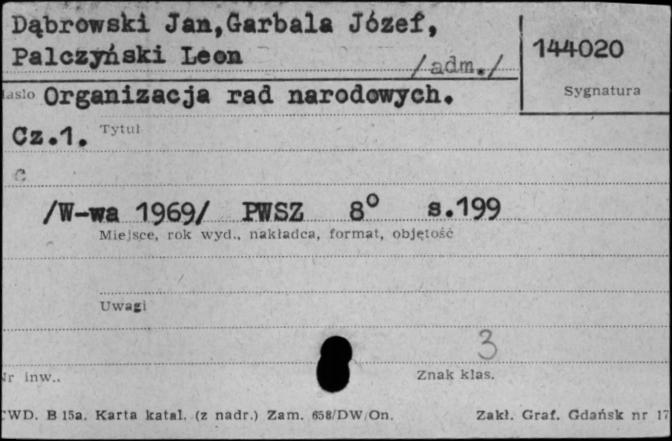 Dąbrowski Jan,Garbala Józef,
Palczyński Leon
/adm./
144020
Sygnatura
Hasło Organizacja rad narodowych.
Cz.1. Tytuł
c
/W-wa 1969/ PWSZ 8° s.199
Miejsce, rok wyd., nakładca, format, objętość
Uwagi
3
Nr inw..
Znak klas.
CWD. B 15a. Karta katal. (z nadr.) Zam. 658/DW/On. Zakł. Graf. Gdańsk nr 17